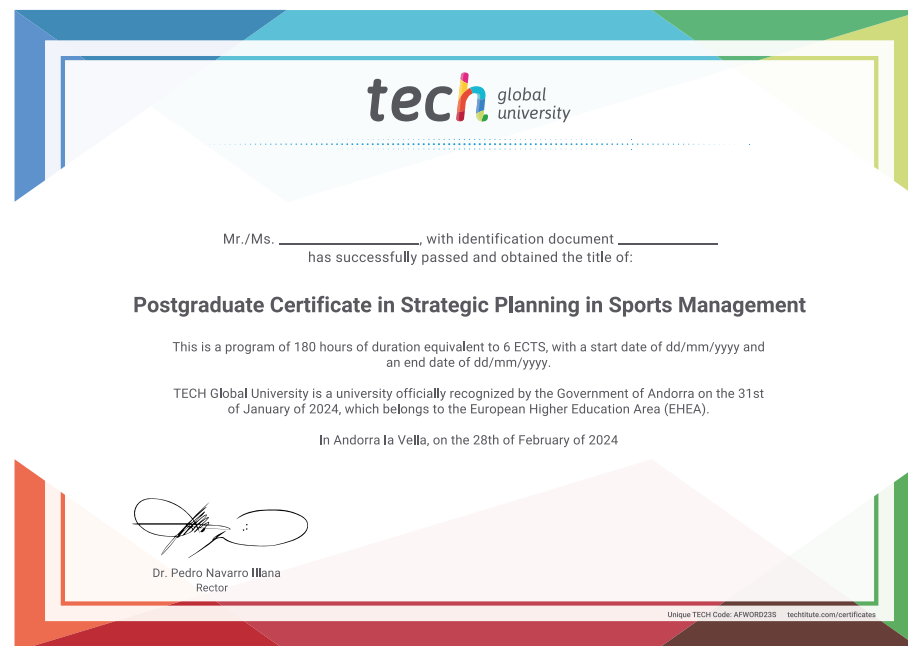 tech global university
Mr./Ms. ____________________, with identification document ______________
has successfully passed and obtained the title of:
Postgraduate Certificate in Strategic Planning in Sports Management
This is a program of 180 hours of duration equivalent to 6 ECTS, with a start date of dd/mm/yyyy and
an end date of dd/mm/yyyy.
TECH Global University is a university officially recognized by the Government of Andorra on the 31st
of January of 2024, which belongs to the European Higher Education Area (EHEA).
In Andorra la Vella, on the 28th of February of 2024
Dr. Pedro Navarro Illana
Rector
Unique TECH Code: AFWORD23S techtitute.com/certificates